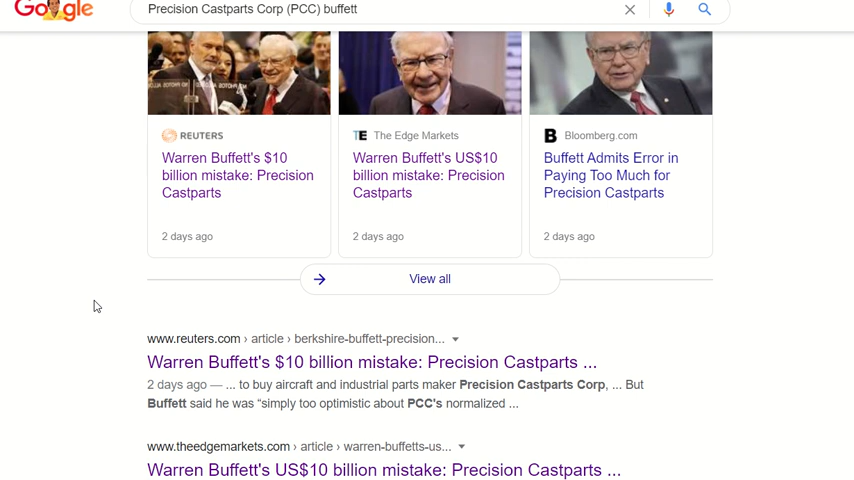 Google
Precision Castparts Corp (PCC) buffett
REUTERS
Warren Buffett's $10
billion mistake: Precision
Castparts
2 days ago
TE The Edge Markets
Warren Buffett's US$10
billion mistake: Precision
Castparts
2 days ago
B Bloomberg.com
Buffett Admits Error in
Paying Too Much for
Precision Castparts
2 days ago
View all
www.reuters.com › article › berkshire-buffett-precision...
Warren Buffett's $10 billion mistake: Precision Castparts ...
2 days ago — ... to buy aircraft and industrial parts maker Precision Castparts Corp, ... But
Buffett said he was “simply too optimistic about PCC's normalized ...
www.theedgemarkets.com › article › warren-buffetts-us...
Warren Buffett's US$10 billion mistake: Precision Castparts ...